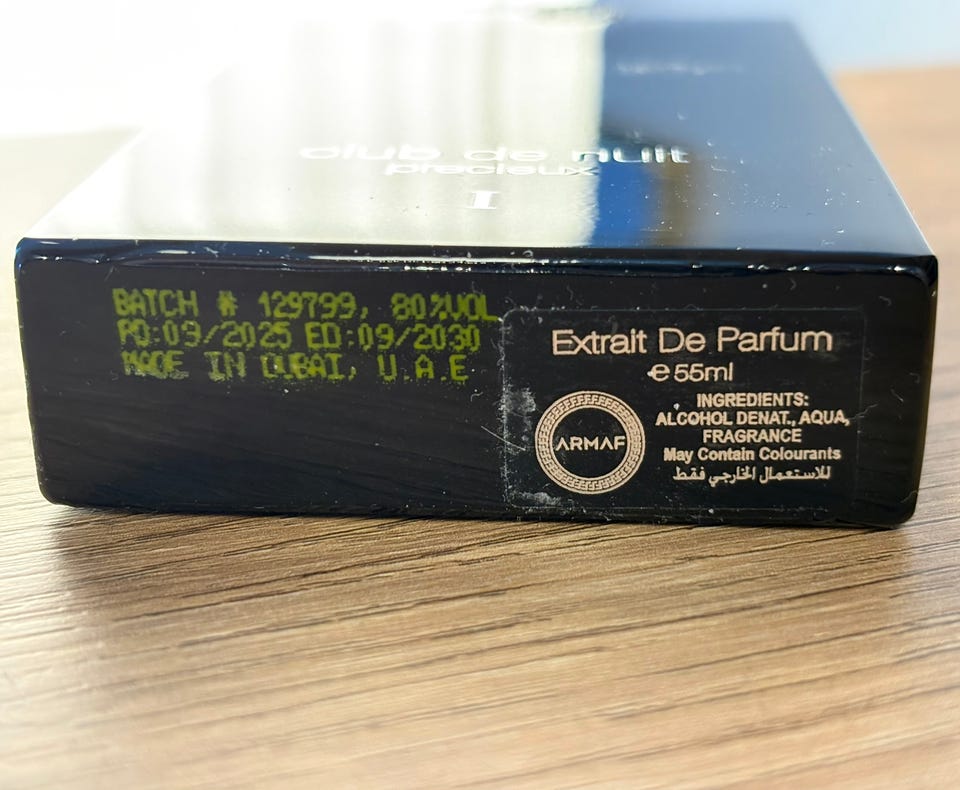 club de nuit
precieux
I
BATCH # 129799, 80%VOL
PD:09/2025 ED:09/2030
MADE IN DUBAI, U.A.E
Extrait De Parfum
℮ 55ml
ARMAF
INGREDIENTS:
ALCOHOL DENAT., AQUA,
FRAGRANCE
May Contain Colourants
للاستعمال الخارجي فقط